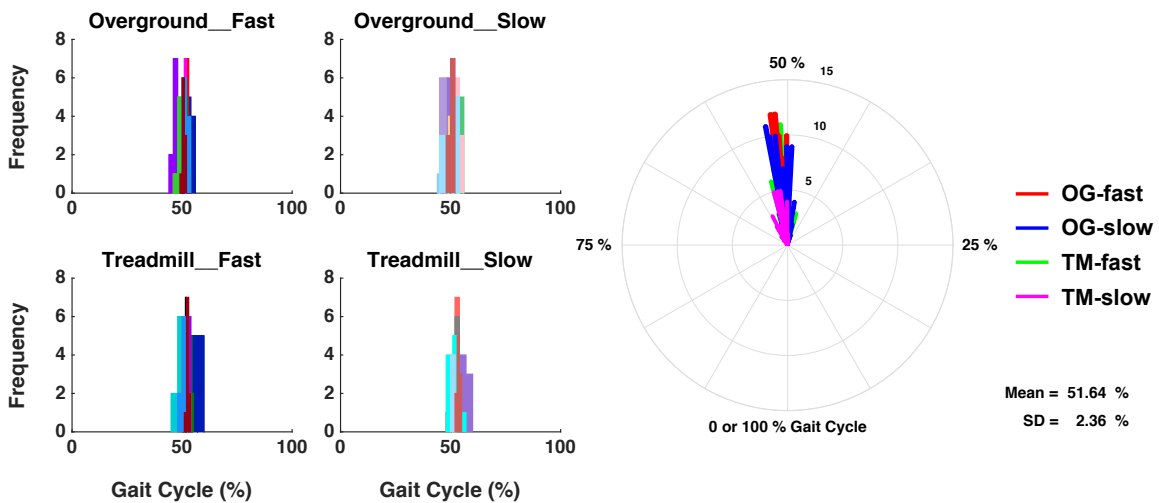 Overground__Fast
Overground__Slow
8
6
4
2
0
0
50
100
8
6
4
2
0
0
50
100
Frequency
Treadmill__Fast
Treadmill__Slow
8
6
4
2
0
0
50
100
8
6
4
2
0
0
50
100
Frequency
Gait Cycle (%)
Gait Cycle (%)
50 %
15
10
5
75 %
25 %
0 or 100 % Gait Cycle
OG-fast
OG-slow
TM-fast
TM-slow
Mean = 51.64 %
SD = 2.36 %